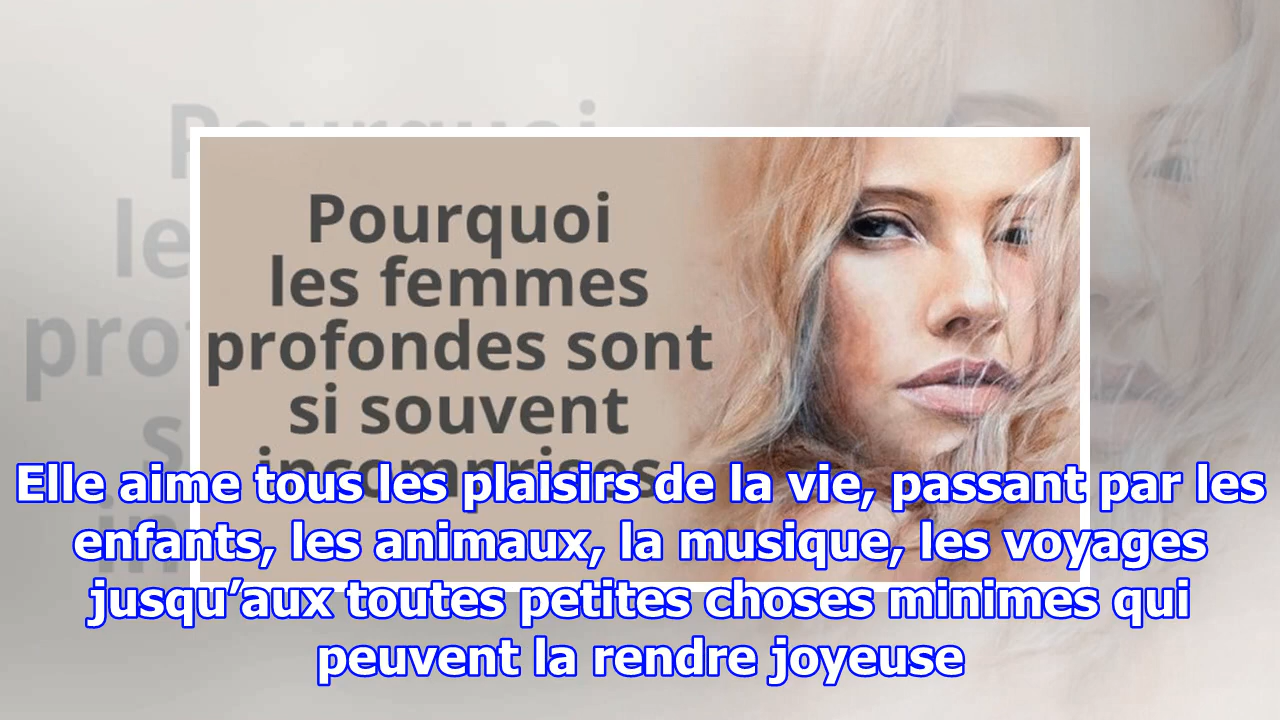 Pourquoi
les femmes
profondes sont
si souvent
incomprises
Elle aime tous les plaisirs de la vie, passant par les
enfants, les animaux, la musique, les voyages
jusqu’aux toutes petites choses minimes qui
peuvent la rendre joyeuse